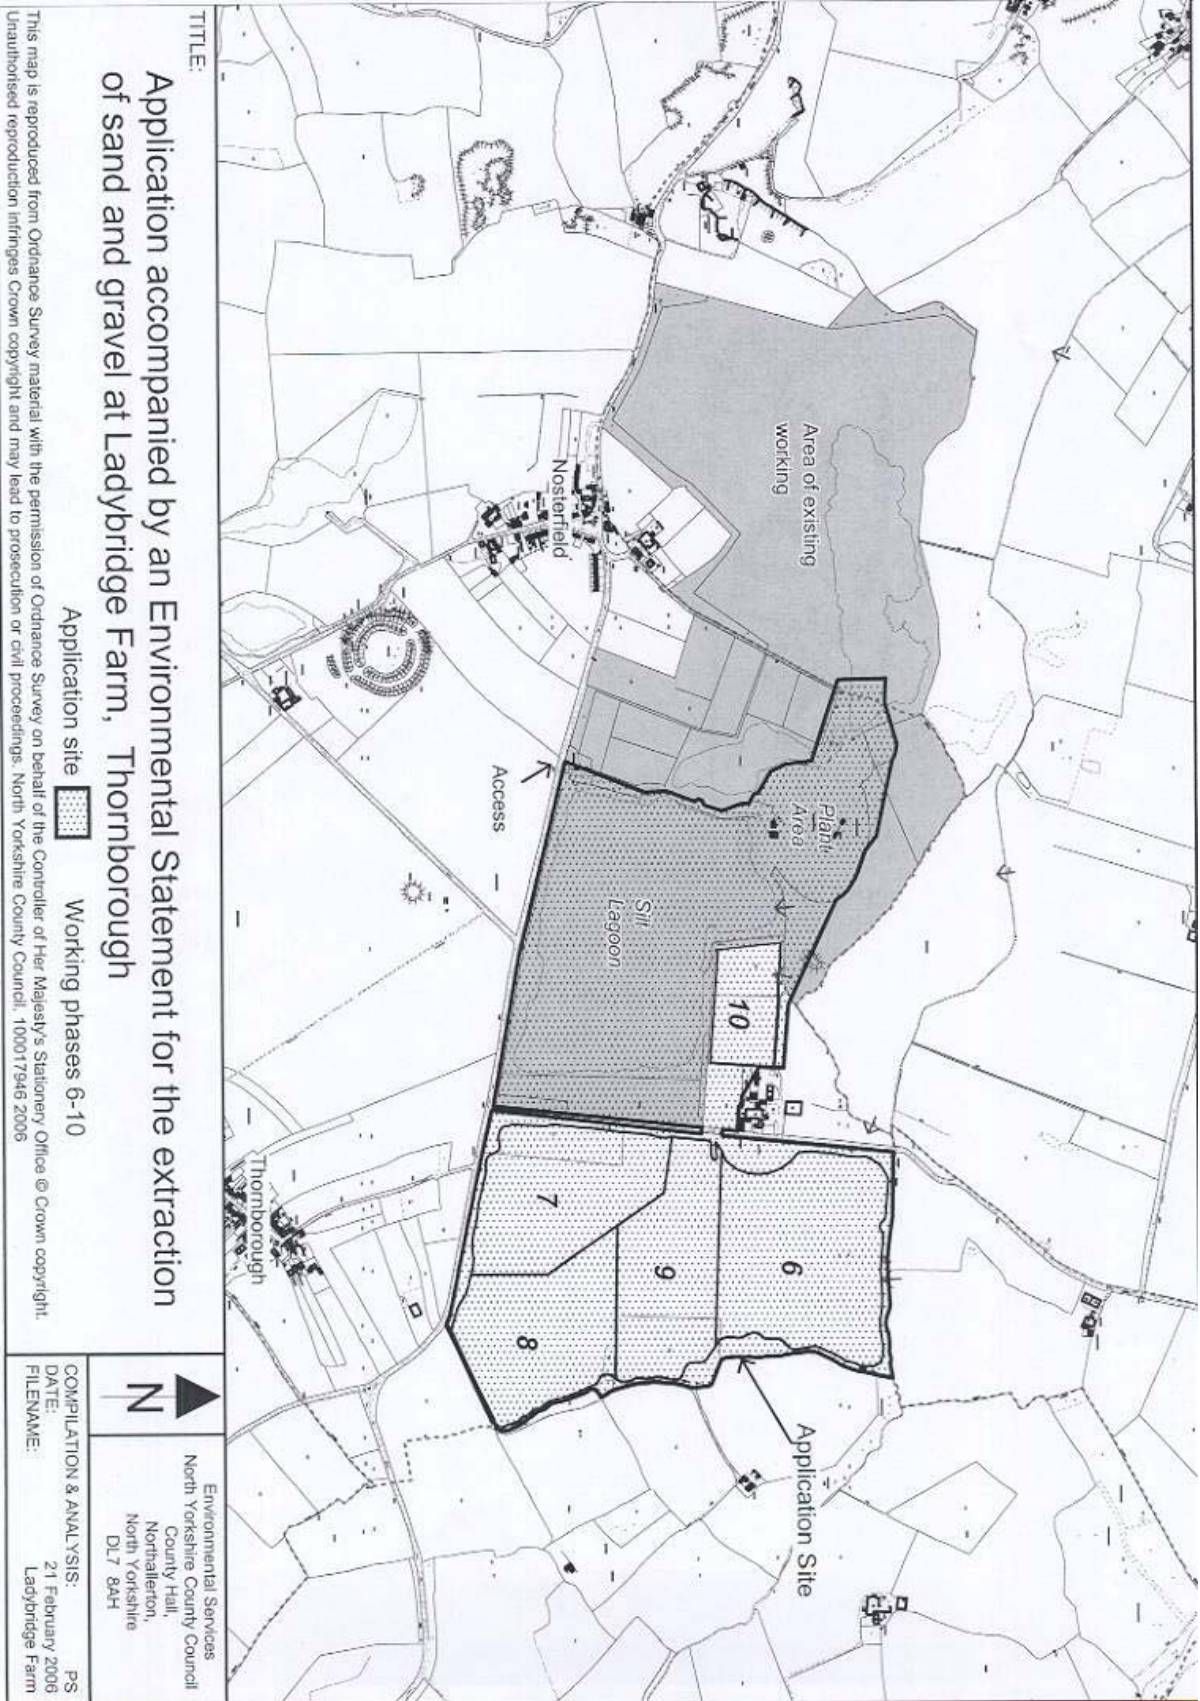 Area of existing
working
Nosterfield
Plant
Area
Silt
Lagoon
Access
10
6
7
9
8
Application Site
Thornborough
TITLE:
Application accompanied by an Environmental Statement for the extraction
of sand and gravel at Ladybridge Farm, Thornborough
Application site
Working phases 6-10
This map is reproduced from Ordnance Survey material with the permission of Ordnance Survey on behalf of the Controller of Her Majesty's Stationery Office © Crown copyright.
Unauthorised reproduction infringes Crown copyright and may lead to prosecution or civil proceedings. North Yorkshire County Council. 100017946 2006
N
Environmental Services
North Yorkshire County Council
County Hall,
Northallerton,
North Yorkshire
DL7 8AH
COMPILATION & ANALYSIS: PS
DATE: 21 February 2006
FILENAME: Ladybridge Farm